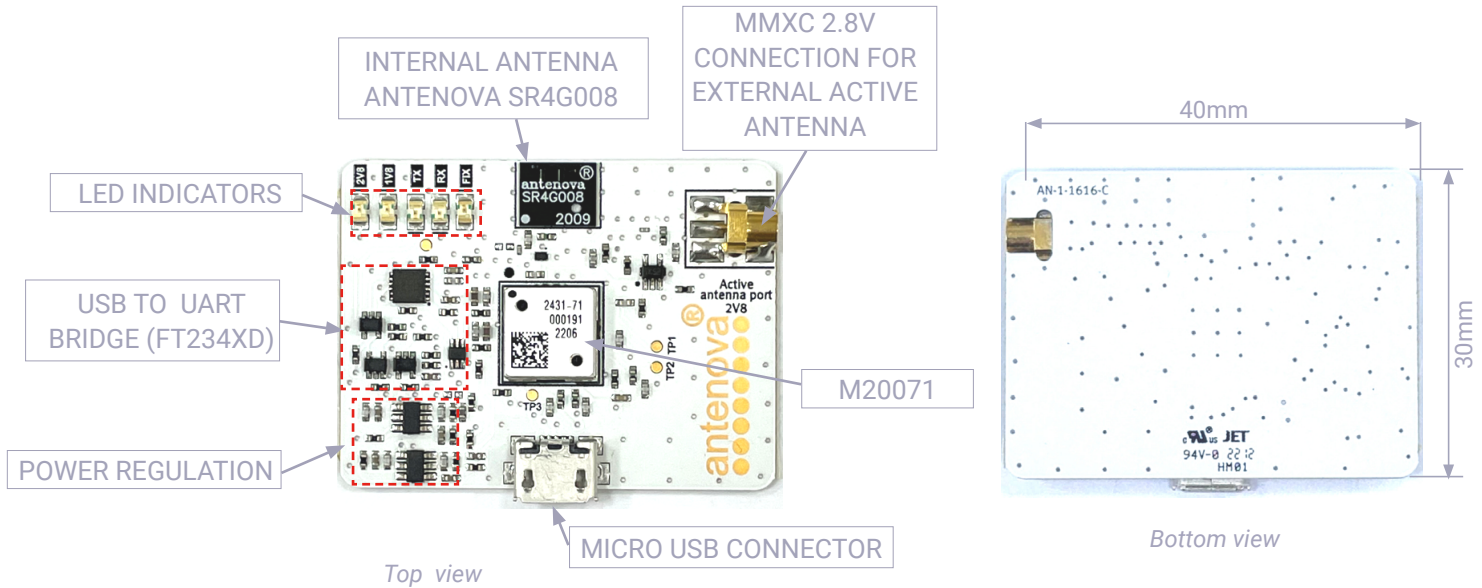 INTERNAL ANTENNA
ANTENOVA SR4G008
MMXC 2.8V
CONNECTION FOR
EXTERNAL ACTIVE
ANTENNA
LED INDICATORS
USB TO UART
BRIDGE (FT234XD)
POWER REGULATION
M20071
MICRO USB CONNECTOR
Top view
2V8
1V8
TX
RX
FIX
antenova®
SR4G008
2009
2431-71
000191
2206
Active
antenna port
2V8
TP1
TP2
TP3
antenova®
40mm
30mm
AN-1-1616-C
c RU® US JET
94V-0 2212
HM01
Bottom view